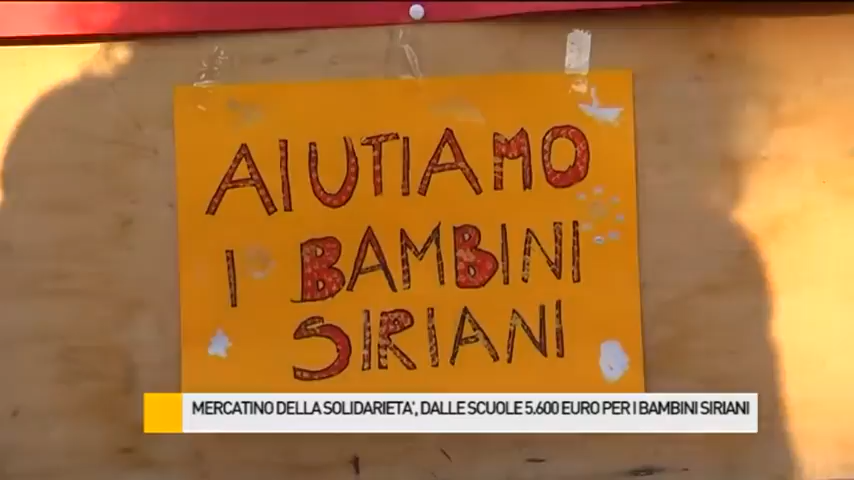 AIUTIAMO
I BAMBINI
SIRIANI
MERCATINO DELLA SOLIDARIETA', DALLE SCUOLE 5.600 EURO PER I BAMBINI SIRIANI